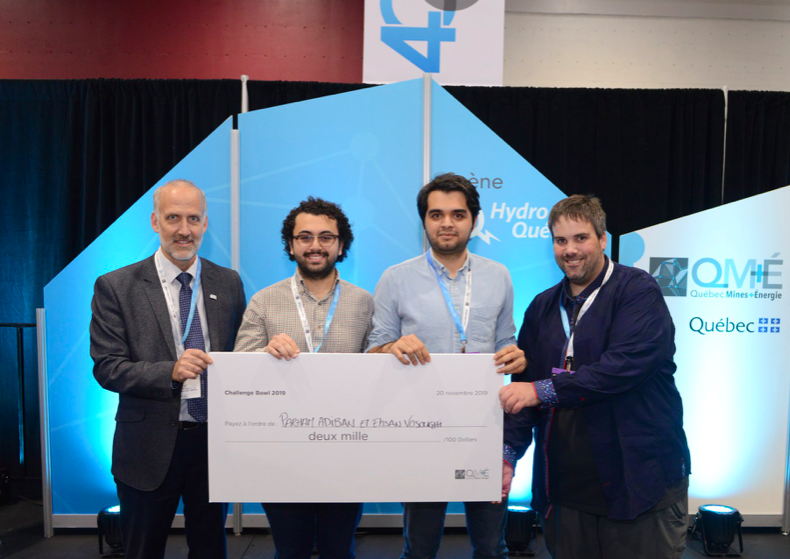 4
ène
Hydro
Qué
QM+É
Québec Mines+Énergie
Québec
Challenge Bowl 2019
20 novembre 2019
Payez à l'ordre de : PARHAM ADIBAN ET EHSAN VOSOUGHI
deux mille
/100 Dollars
QM+É